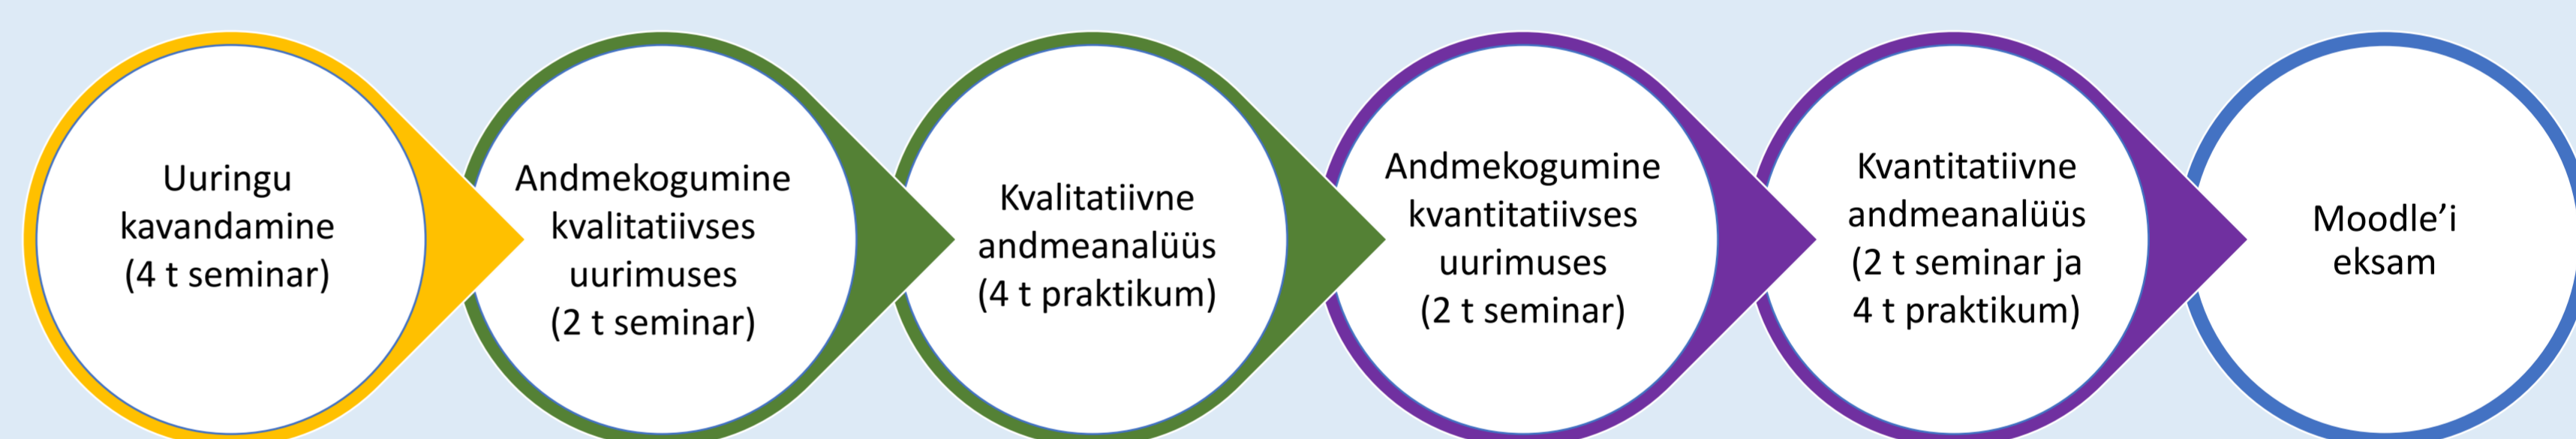 Uuringu
kavandamine
(4 t seminar)
Andmekogumine
kvalitatiivses
uurimuses
(2 t seminar)
Kvalitatiivne
andmeanalüüs
(4 t praktikum)
Andmekogumine
kvantitatiivses
uurimuses
(2 t seminar)
Kvantitatiivne
andmeanalüüs
(2 t seminar ja
4 t praktikum)
Moodle’i
eksam